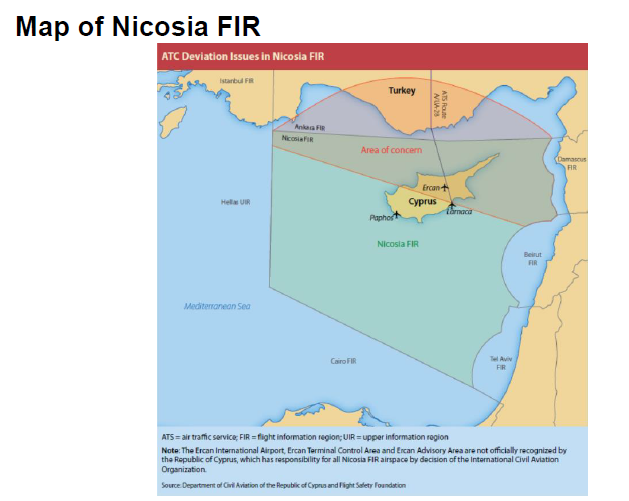 Map of Nicosia FIR
ATC Deviation Issues in Nicosia FIR
Istanbul FIR
Turkey
ATS Route
A/UA-28
Ankara FIR
Nicosia FIR
Area of concern
Damascus
FIR
Ercan
Hellas UIR
Cyprus
Larnaca
Piaphos
Nicosia FIR
Beirut
FIR
Mediterranean Sea
Cairo FIR
Tel Aviv
FIR
ATS = air traffic service; FIR = flight information region; UIR = upper information region
Note: The Ercan International Airport, Ercan Terminal Control Area and Ercan Advisory Area are not officially recognized by
the Republic of Cyprus, which has responsibility for all Nicosia FIR airspace by decision of the International Civil Aviation
Organization.
Source: Department of Civil Aviation of the Republic of Cyprus and Flight Safety Foundation